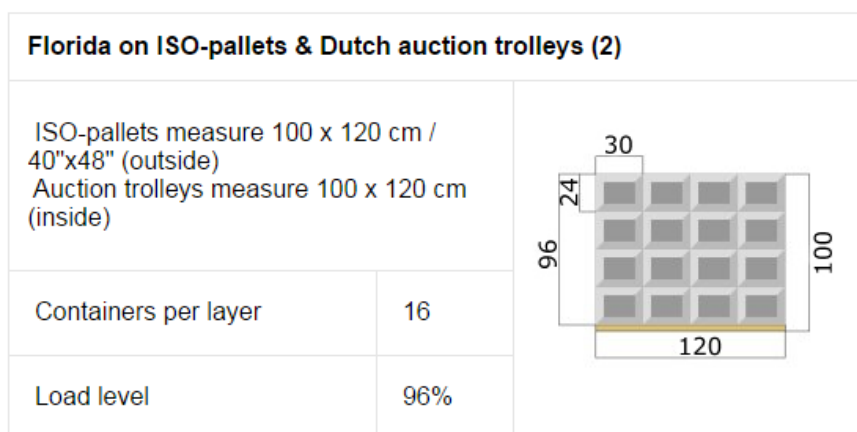 Florida on ISO-pallets & Dutch auction trolleys (2)
ISO-pallets measure 100 x 120 cm /
40"x48" (outside)
Auction trolleys measure 100 x 120 cm
(inside)
30
24
96
100
120
Containers per layer
16
Load level
96%